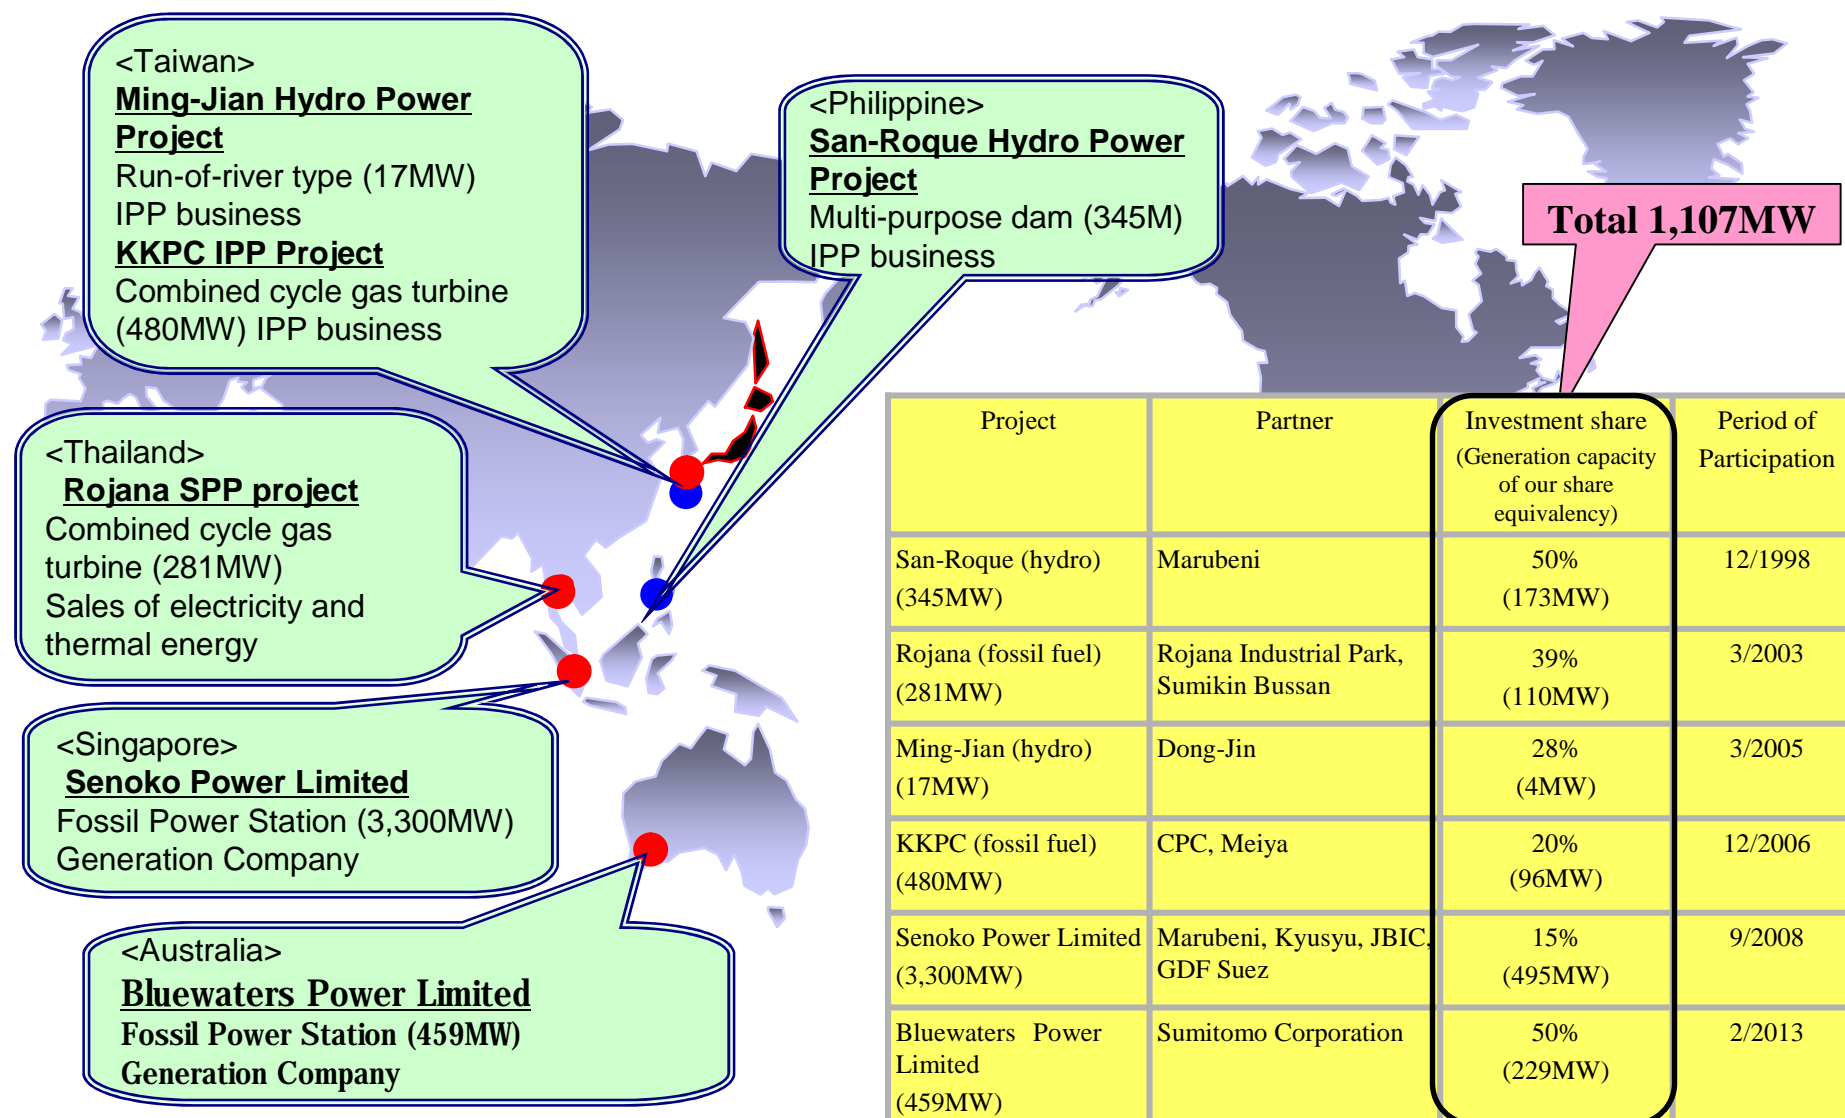 <Taiwan>
Ming-Jian Hydro Power
Project
Run-of-river type (17MW)
IPP business
KKPC IPP Project
Combined cycle gas turbine
(480MW) IPP business
<Philippine>
San-Roque Hydro Power
Project
Multi-purpose dam (345M)
IPP business
Total 1,107MW
<Thailand>
Rojana SPP project
Combined cycle gas
turbine (281MW)
Sales of electricity and
thermal energy
<Singapore>
Senoko Power Limited
Fossil Power Station (3,300MW)
Generation Company
<Australia>
Bluewaters Power Limited
Fossil Power Station (459MW)
Generation Company
Project
Partner
Investment share
(Generation capacity
of our share
equivalency)
Period of
Participation
San-Roque (hydro)
(345MW)
Marubeni
50%
(173MW)
12/1998
Rojana (fossil fuel)
(281MW)
Rojana Industrial Park,
Sumikin Bussan
39%
(110MW)
3/2003
Ming-Jian (hydro)
(17MW)
Dong-Jin
28%
(4MW)
3/2005
KKPC (fossil fuel)
(480MW)
CPC, Meiya
20%
(96MW)
12/2006
Senoko Power Limited
(3,300MW)
Marubeni, Kyusyu, JBIC,
GDF Suez
15%
(495MW)
9/2008
Bluewaters Power
Limited
(459MW)
Sumitomo Corporation
50%
(229MW)
2/2013